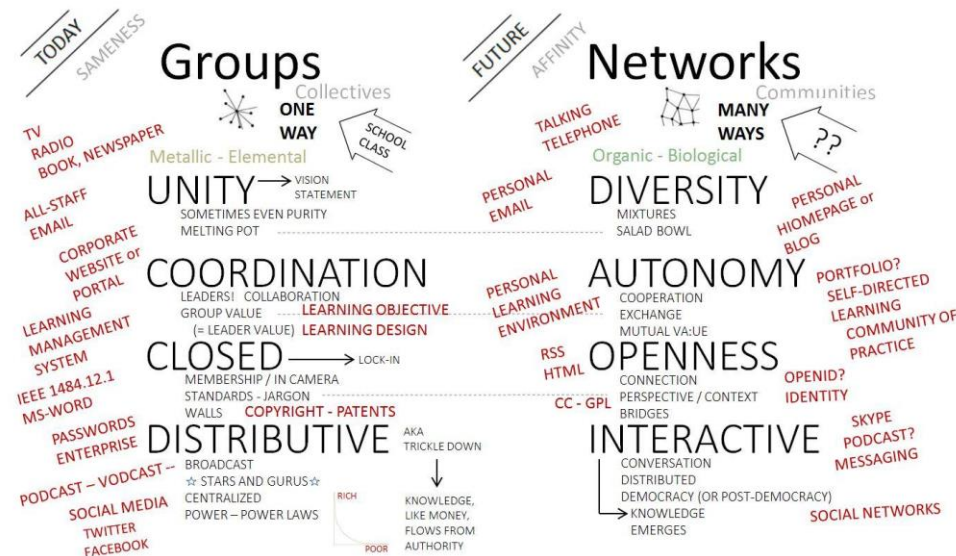 TODAY
SAMENESS
Groups
Collectives
ONE
WAY
SCHOOL
CLASS
Metallic - Elemental
TV
RADIO
BOOK, NEWSPAPER
UNITY
VISION
STATEMENT
SOMETIMES EVEN PURITY
MELTING POT
ALL-STAFF
EMAIL
CORPORATE
WEBSITE or
PORTAL
COORDINATION
LEADERS! COLLABORATION
GROUP VALUE
(= LEADER VALUE)
LEARNING OBJECTIVE
LEARNING DESIGN
LEARNING
MANAGEMENT
SYSTEM
CLOSED
LOCK-IN
MEMBERSHIP / IN CAMERA
STANDARDS - JARGON
WALLS
COPYRIGHT - PATENTS
IEEE 1484.12.1
MS-WORD
PASSWORDS
ENTERPRISE
DISTRIBUTIVE
AKA
TRICKLE DOWN
BROADCAST
☆ STARS AND GURUS☆
CENTRALIZED
POWER – POWER LAWS
PODCAST – VODCAST --
SOCIAL MEDIA
TWITTER
FACEBOOK
RICH
POOR
KNOWLEDGE,
LIKE MONEY,
FLOWS FROM
AUTHORITY
FUTURE
AFFINITY
Networks
Communities
MANY
WAYS
??
Organic - Biological
TALKING
TELEPHONE
DIVERSITY
MIXTURES
SALAD BOWL
PERSONAL
EMAIL
PERSONAL
HIOMEPAGE or
BLOG
AUTONOMY
COOPERATION
EXCHANGE
MUTUAL VA:UE
PERSONAL
LEARNING
ENVIRONMENT
PORTFOLIO?
SELF-DIRECTED
LEARNING
COMMUNITY OF
PRACTICE
OPENNESS
CONNECTION
PERSPECTIVE / CONTEXT
BRIDGES
RSS
HTML
CC - GPL
OPENID?
IDENTITY
INTERACTIVE
CONVERSATION
DISTRIBUTED
DEMOCRACY (OR POST-DEMOCRACY)
KNOWLEDGE
EMERGES
SKYPE
PODCAST?
MESSAGING
SOCIAL NETWORKS